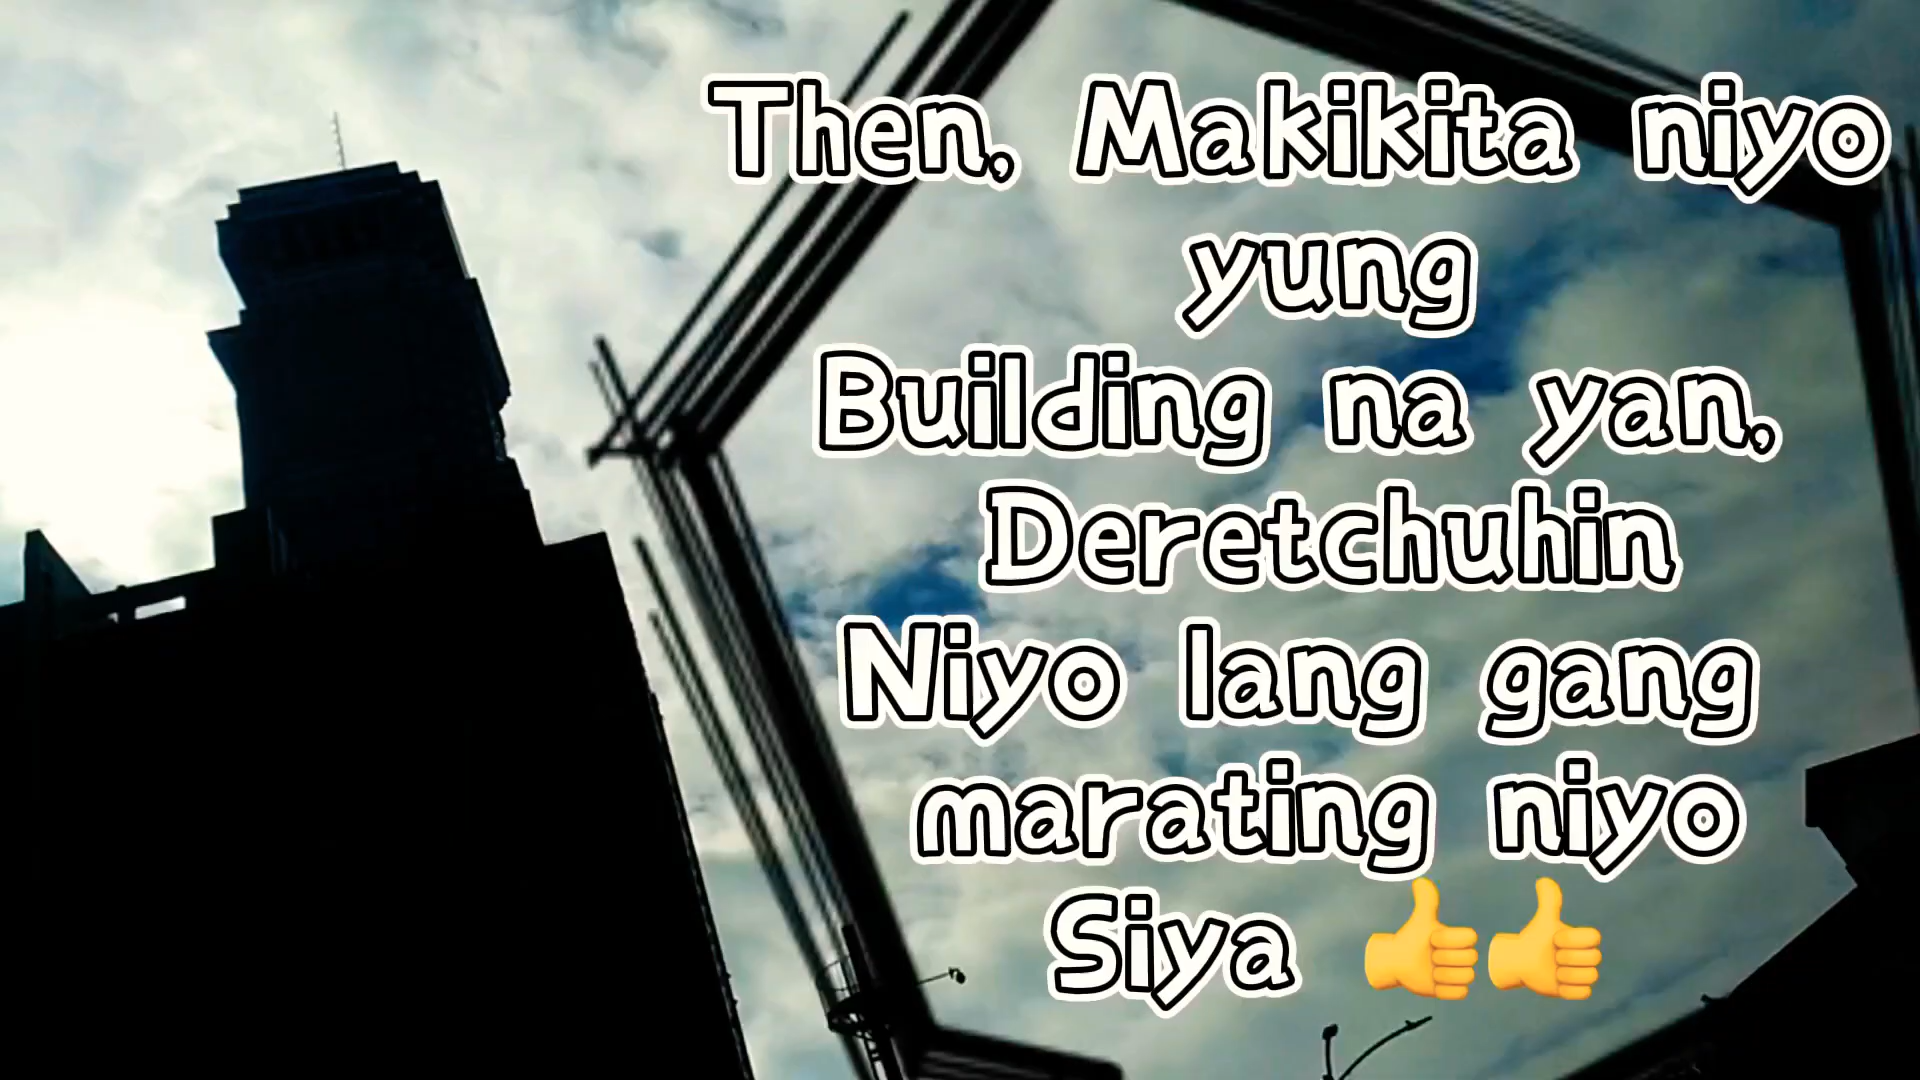 Then, Makikita niyo
yung
Building na yan,
Deretchuhin
Niyo lang gang
marating niyo
Siya 👍👍